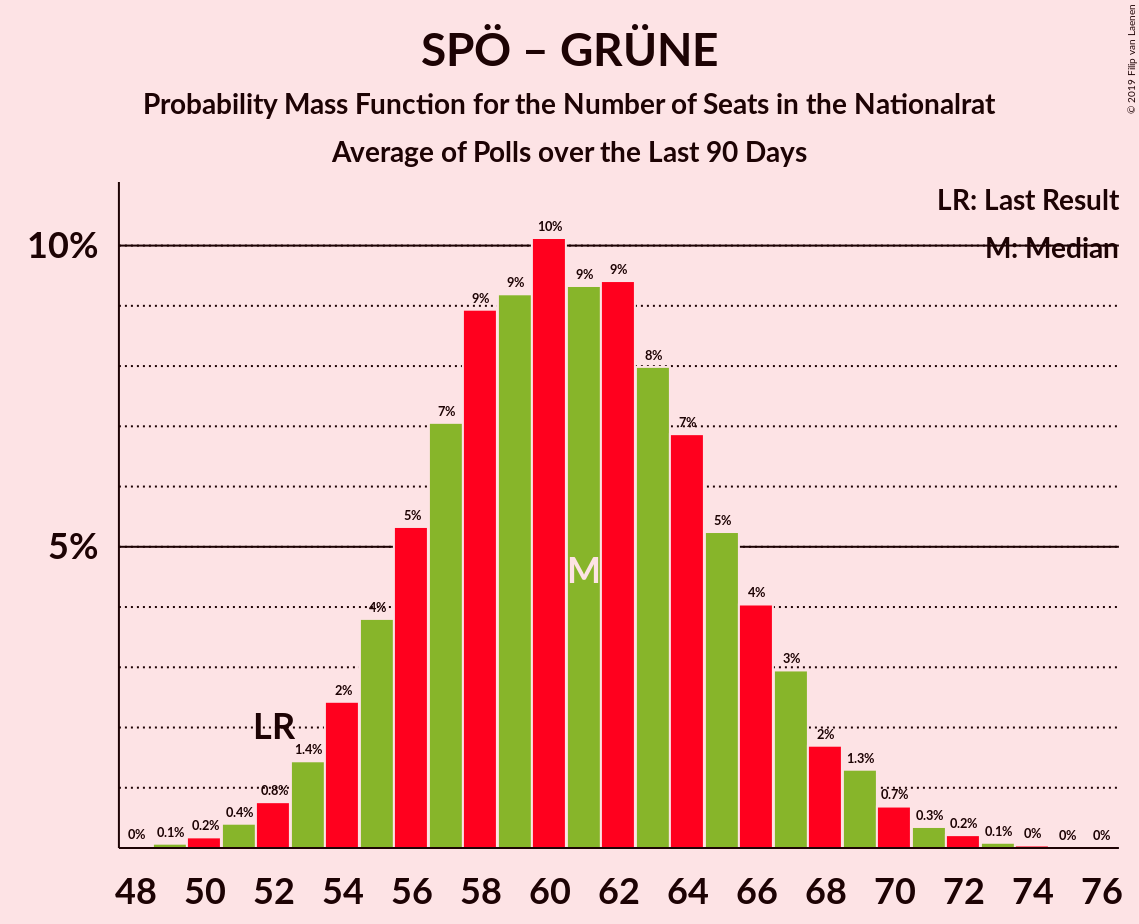 SPÖ – GRÜNE
Probability Mass Function for the Number of Seats in the Nationalrat
Average of Polls over the Last 90 Days
© 2019 Filip van Laenen
LR: Last Result
M: Median
10%
5%
0% 0.1% 0.2% 0.4% 0.8% 1.4% 2% 4% 5% 7% 9% 9% 10% 9% 9% 8% 7% 5% 4% 3% 2% 1.3% 0.7% 0.3% 0.2% 0.1% 0% 0% 0%
LR
M
48 50 52 54 56 58 60 62 64 66 68 70 72 74 76